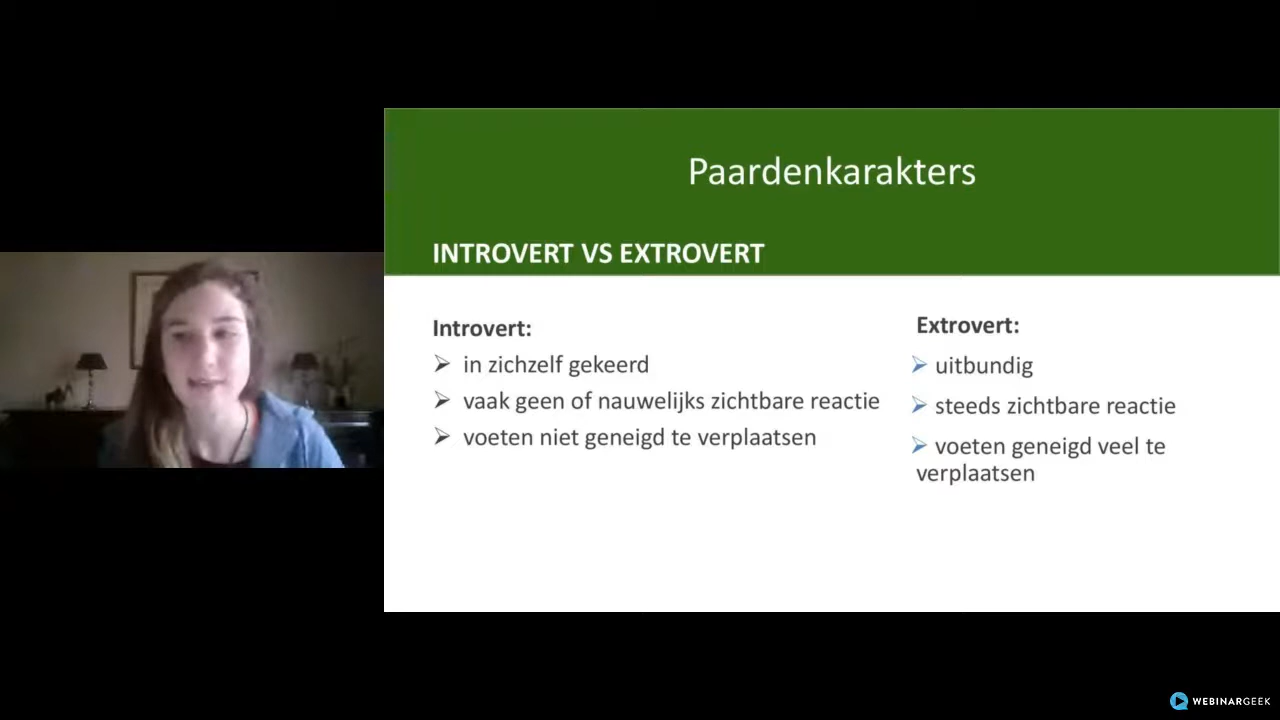 Paardenkarakters
INTROVERT VS EXTROVERT
Introvert:
➢ in zichzelf gekeerd
➢ vaak geen of nauwelijks zichtbare reactie
➢ voeten niet geneigd te verplaatsen
Extrovert:
➢ uitbundig
➢ steeds zichtbare reactie
➢ voeten geneigd veel te
verplaatsen
WEBINARGEEK